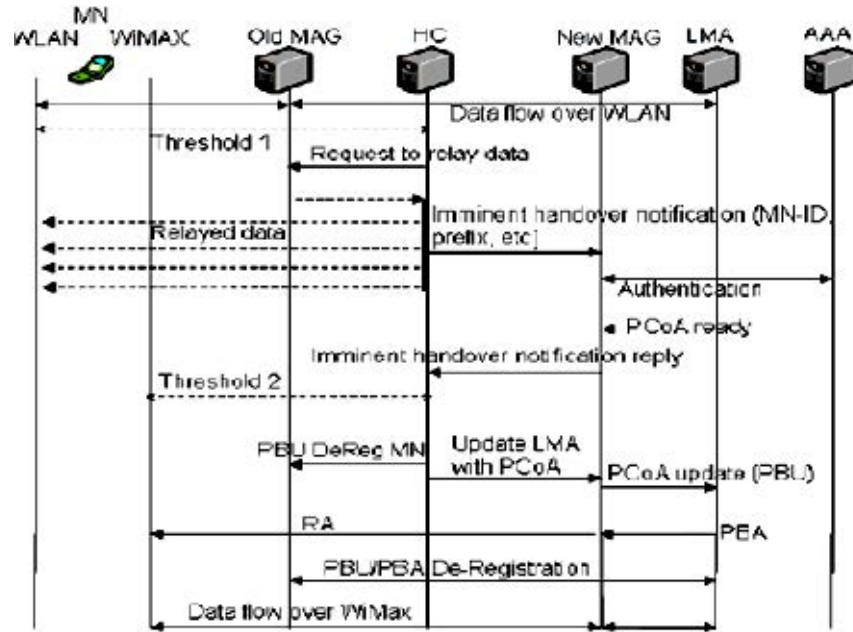 MN
WLAN WiMAX Old MAG HC New MAG LMA AAA
Data flow over WLAN
Threshold 1
Request to relay data
Imminent handover notification (MN-ID,
Relayed data prefix, etc)
Authentication
PCoA ready
Imminent handover notification reply
Threshold 2
PBU DeReg MN Update LMA
with PCoA PCoA update (PBU)
RA PBA
PBU/PBA De-Registration
Data flow over WiMax